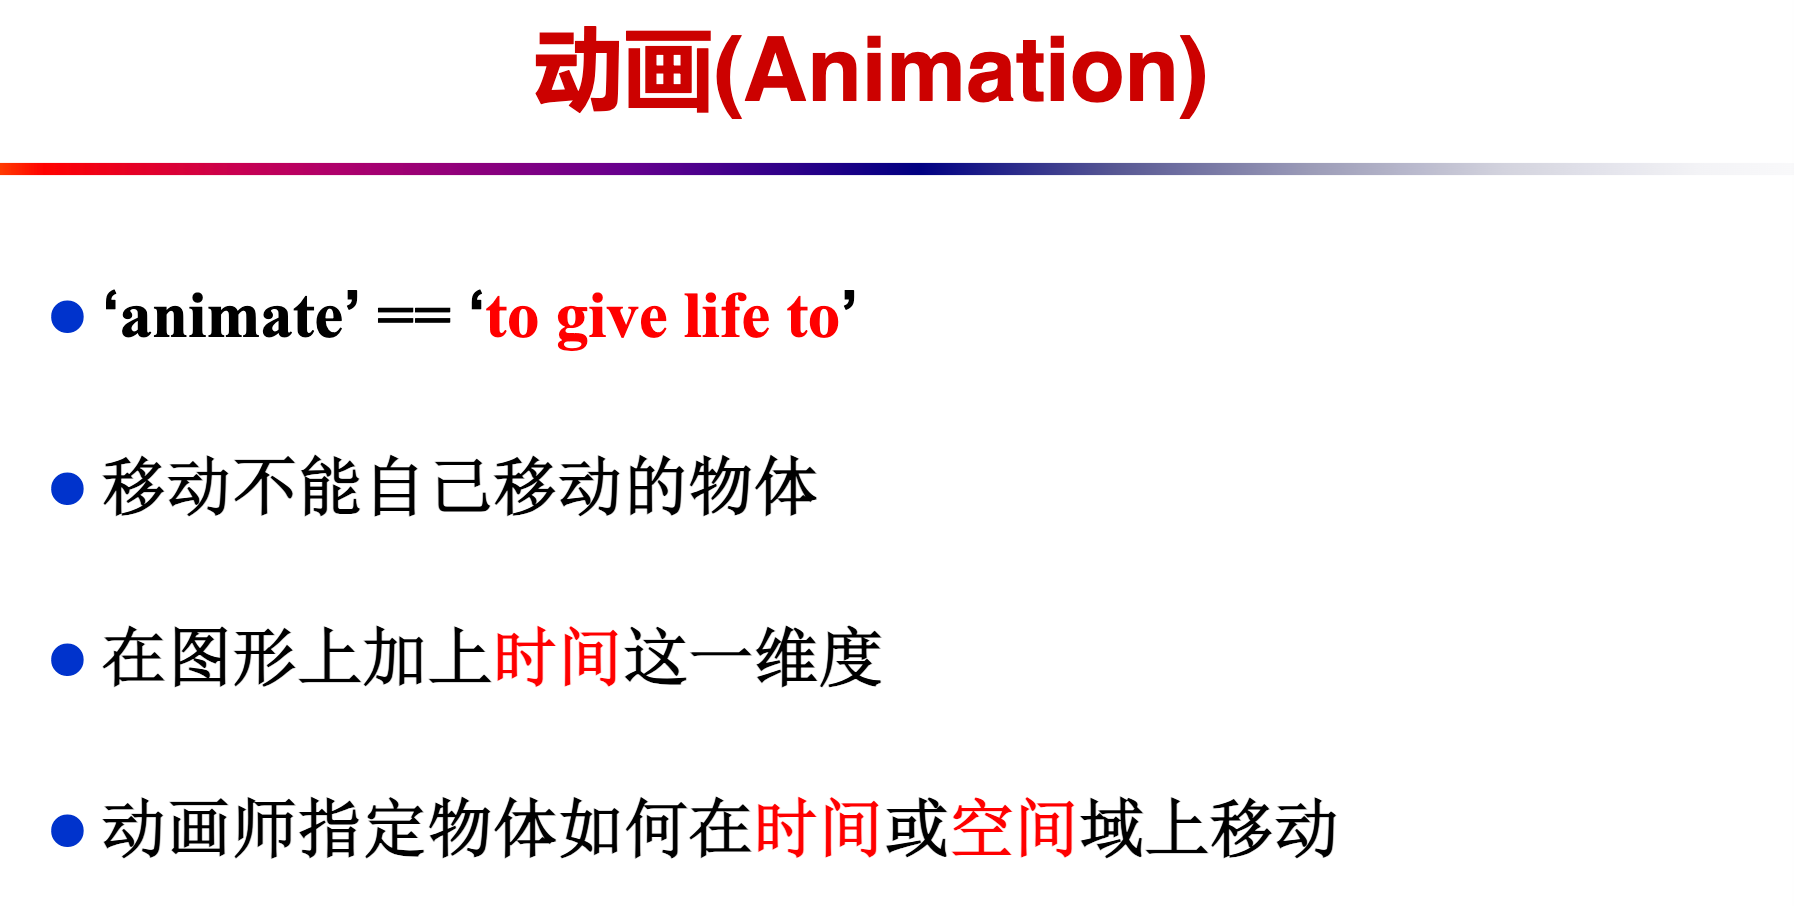 动画(Animation)
‘animate’ == ‘to give life to’
移动不能自己移动的物体
在图形上加上时间这一维度
动画师指定物体如何在时间或空间域上移动